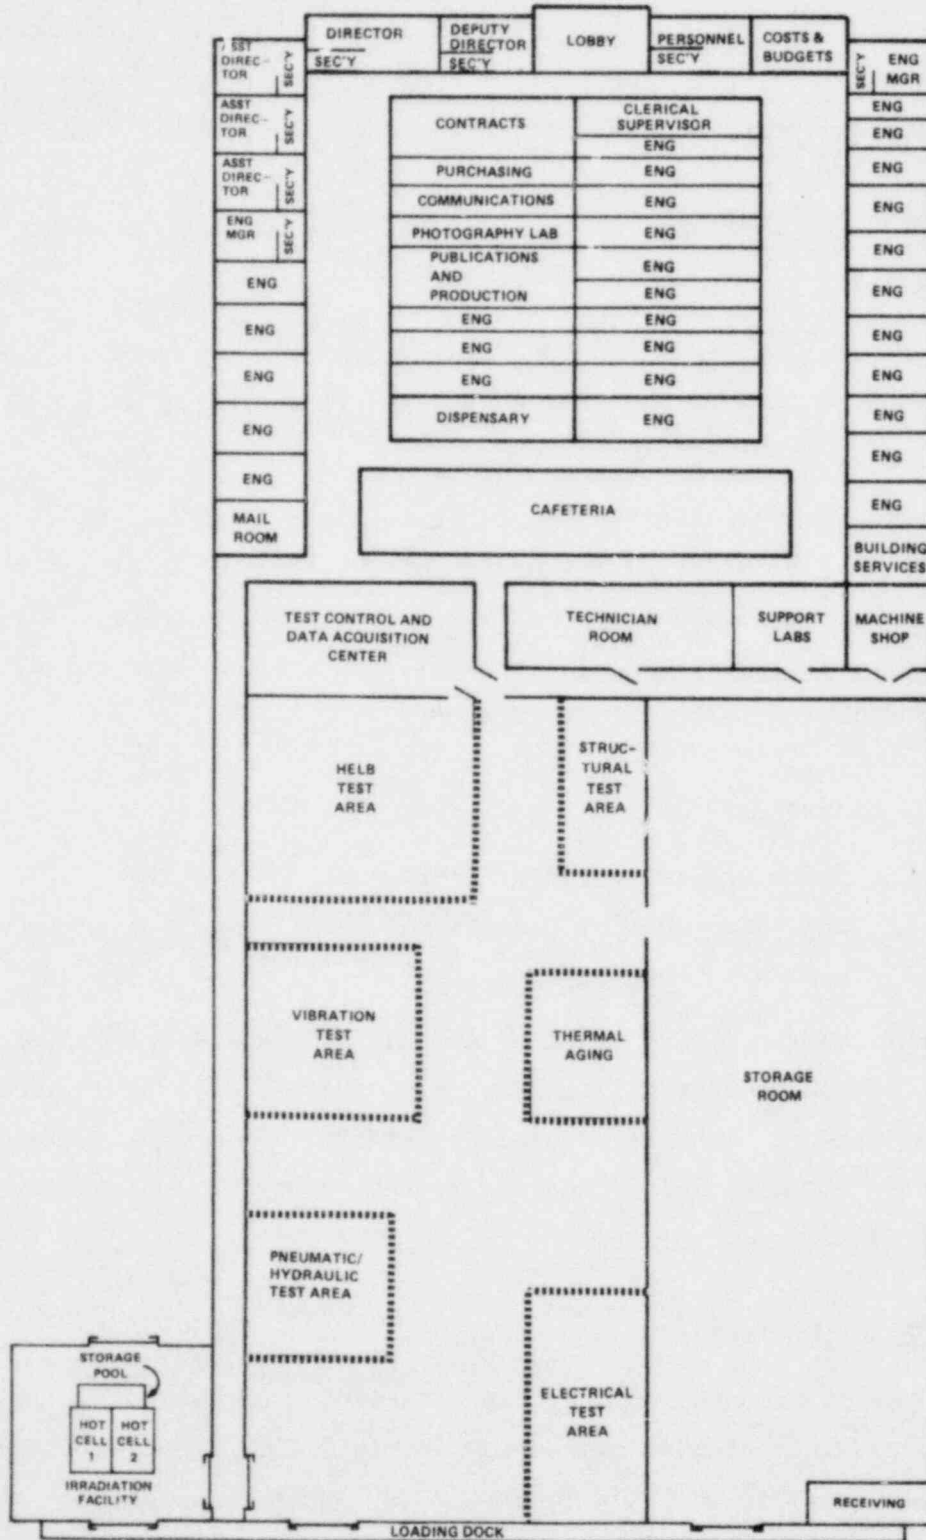 DIRECTOR
SEC'Y
DEPUTY
DIRECTOR
SEC'Y
LOBBY
PERSONNEL
SEC'Y
COSTS &
BUDGETS
DIREC-
TOR
SEC'Y
ASST
DIREC-
TOR
SEC'Y
ASST
DIREC-
TOR
SEC'Y
ENG
MGR
SEC'Y
ENG
ENG
ENG
ENG
ENG
MAIL
ROOM
CONTRACTS
PURCHASING
COMMUNICATIONS
PHOTOGRAPHY LAB
PUBLICATIONS
AND
PRODUCTION
ENG
ENG
ENG
DISPENSARY
CLERICAL
SUPERVISOR
ENG
ENG
ENG
ENG
ENG
ENG
ENG
ENG
ENG
ENG
SEC'Y
ENG
MGR
ENG
ENG
ENG
ENG
ENG
ENG
ENG
ENG
ENG
ENG
ENG
BUILDING
SERVICES
CAFETERIA
TEST CONTROL AND
DATA ACQUISITION
CENTER
TECHNICIAN
ROOM
SUPPORT
LABS
MACHINE
SHOP
HELB
TEST
AREA
STRUC-
TURAL
TEST
AREA
VIBRATION
TEST
AREA
THERMAL
AGING
STORAGE
ROOM
PNEUMATIC/
HYDRAULIC
TEST AREA
ELECTRICAL
TEST
AREA
STORAGE
POOL
HOT
CELL
1
HOT
CELL
2
IRRADIATION
FACILITY
RECEIVING
LOADING DOCK